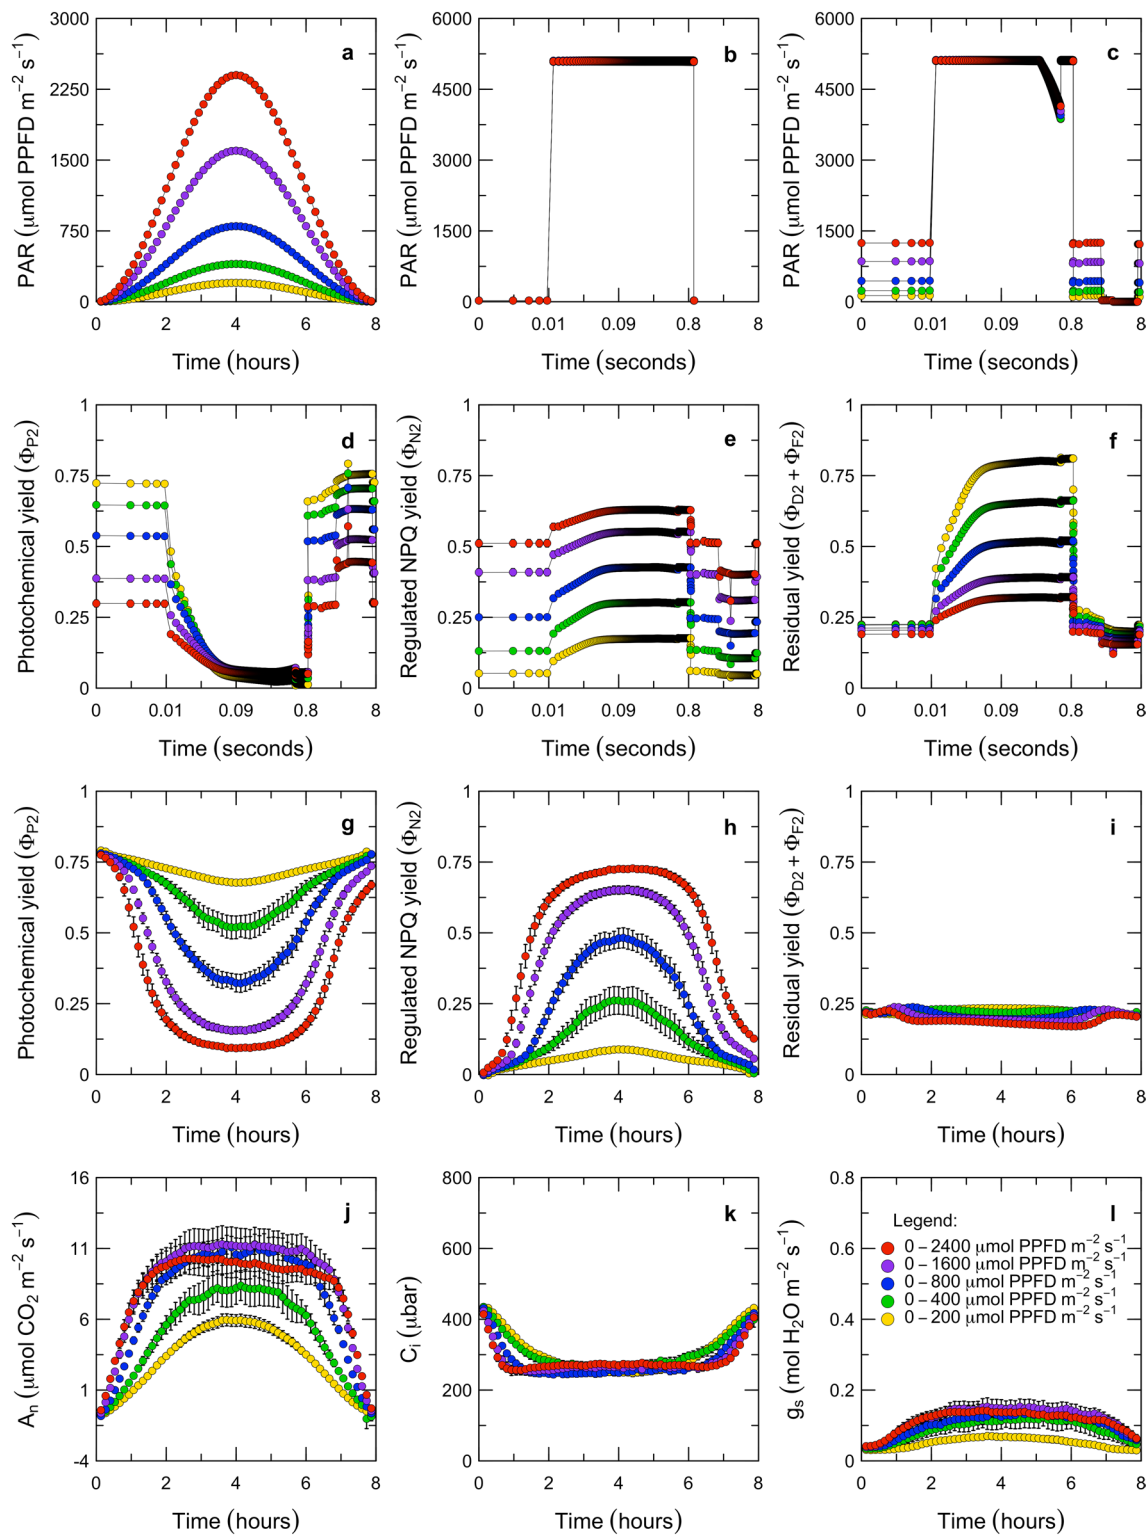 a
PAR (μmol PPFD m−2 s−1)
3000
2250
1500
750
0
0 2 4 6 8
Time (hours)
b
PAR (μmol PPFD m−2 s−1)
6000
4500
3000
1500
0
0 0.01 0.09 0.8 8
Time (seconds)
c
PAR (μmol PPFD m−2 s−1)
6000
4500
3000
1500
0
0 0.01 0.09 0.8 8
Time (seconds)
d
Photochemical yield (ΦP2)
1
0.75
0.5
0.25
0
0 0.01 0.09 0.8 8
Time (seconds)
e
Regulated NPQ yield (ΦN2)
1
0.75
0.5
0.25
0
0 0.01 0.09 0.8 8
Time (seconds)
f
Residual yield (ΦD2 + ΦF2)
1
0.75
0.5
0.25
0
0 0.01 0.09 0.8 8
Time (seconds)
g
Photochemical yield (ΦP2)
1
0.75
0.5
0.25
0
0 2 4 6 8
Time (hours)
h
Regulated NPQ yield (ΦN2)
1
0.75
0.5
0.25
0
0 2 4 6 8
Time (hours)
i
Residual yield (ΦD2 + ΦF2)
1
0.75
0.5
0.25
0
0 2 4 6 8
Time (hours)
j
An (μmol CO2 m−2 s−1)
16
11
6
1
-4
0 2 4 6 8
Time (hours)
k
Ci (μbar)
800
600
400
200
0
0 2 4 6 8
Time (hours)
l
gs (mol H2O m−2 s−1)
0.8
0.6
0.4
0.2
0
0 2 4 6 8
Time (hours)
Legend:
0 – 2400 μmol PPFD m−2 s−1
0 – 1600 μmol PPFD m−2 s−1
0 – 800 μmol PPFD m−2 s−1
0 – 400 μmol PPFD m−2 s−1
0 – 200 μmol PPFD m−2 s−1